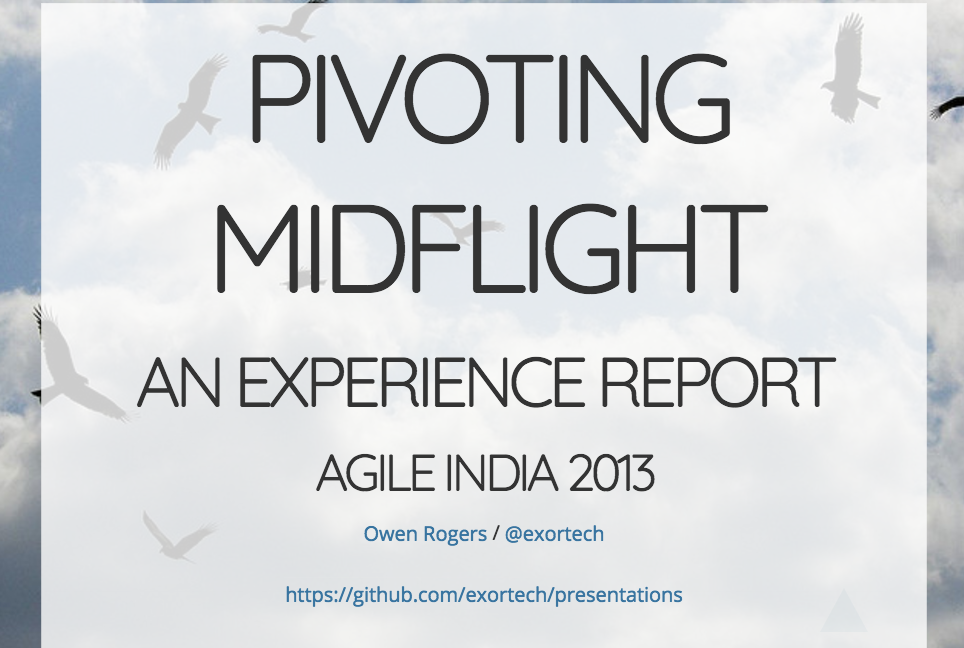 PIVOTING
MIDFLIGHT
AN EXPERIENCE REPORT
AGILE INDIA 2013
Owen Rogers / @exortech
https://github.com/exortech/presentations